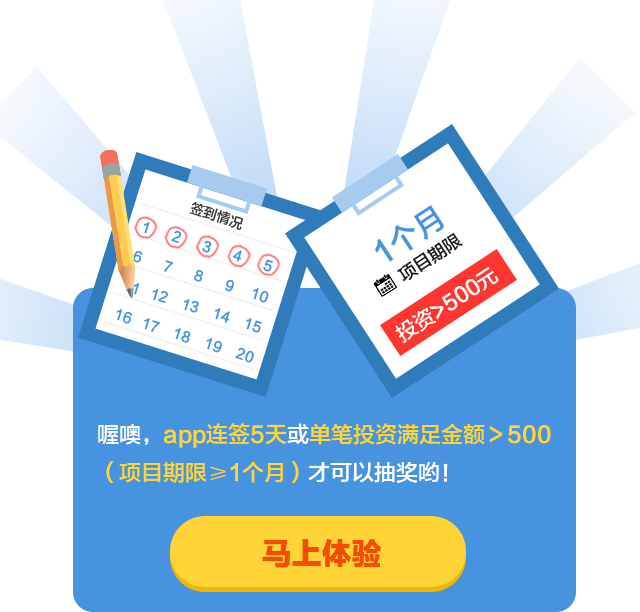 签到情况
1 2 3 4 5
6 7 8 9 10
1 12 13 14 15
16 17 18 19 20
1个月
项目期限
投资>500元
喔噢，app连签5天或单笔投资满足金额＞500
（项目期限≥1个月）才可以抽奖哟！
马上体验